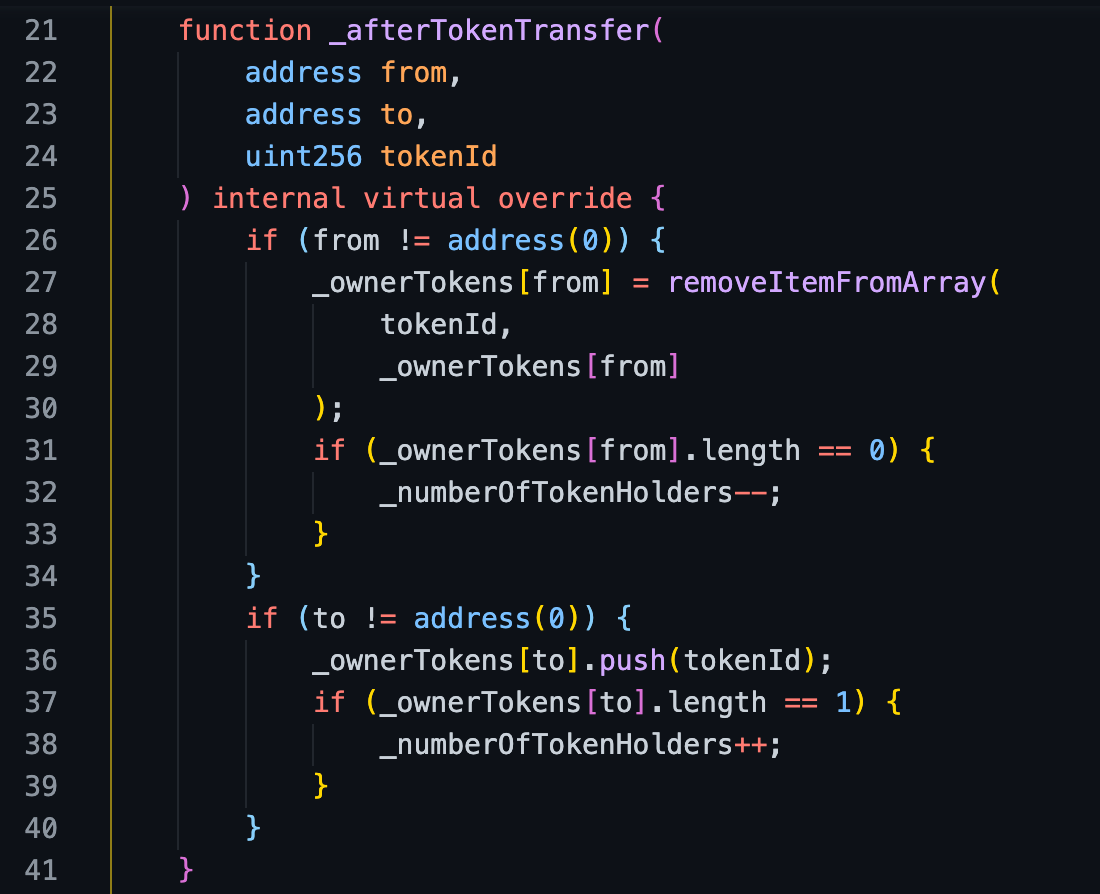 21 function _afterTokenTransfer(
22 address from,
23 address to,
24 uint256 tokenId
25 ) internal virtual override {
26 if (from != address(0)) {
27 _ownerTokens[from] = removeItemFromArray(
28 tokenId,
29 _ownerTokens[from]
30 );
31 if (_ownerTokens[from].length == 0) {
32 _numberOfTokenHolders--;
33 }
34 }
35 if (to != address(0)) {
36 _ownerTokens[to].push(tokenId);
37 if (_ownerTokens[to].length == 1) {
38 _numberOfTokenHolders++;
39 }
40 }
41 }